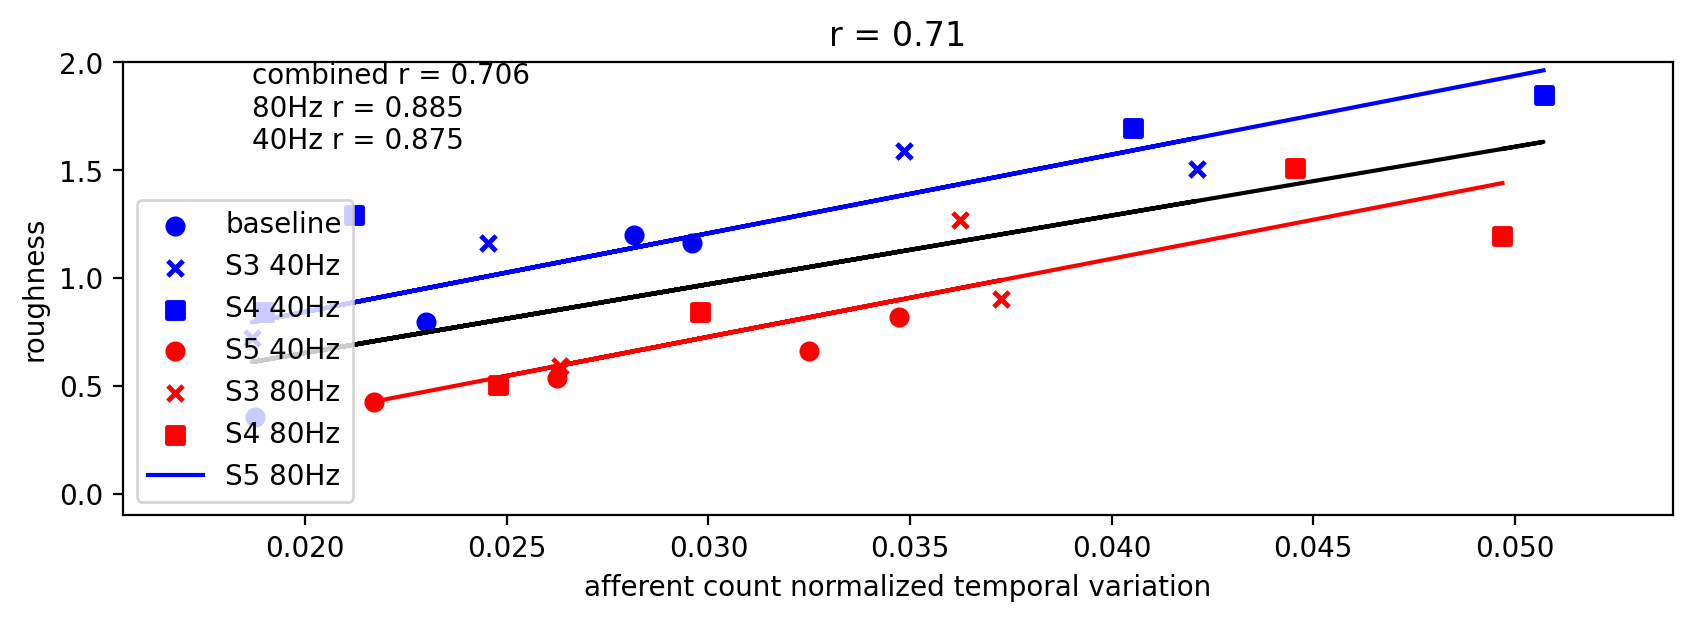 r = 0.71
combined r = 0.706
80Hz r = 0.885
40Hz r = 0.875
2.0
1.5
1.0
0.5
0.0
roughness
baseline
S3 40Hz
S4 40Hz
S5 40Hz
S3 80Hz
S4 80Hz
S5 80Hz
0.020 0.025 0.030 0.035 0.040 0.045 0.050
afferent count normalized temporal variation